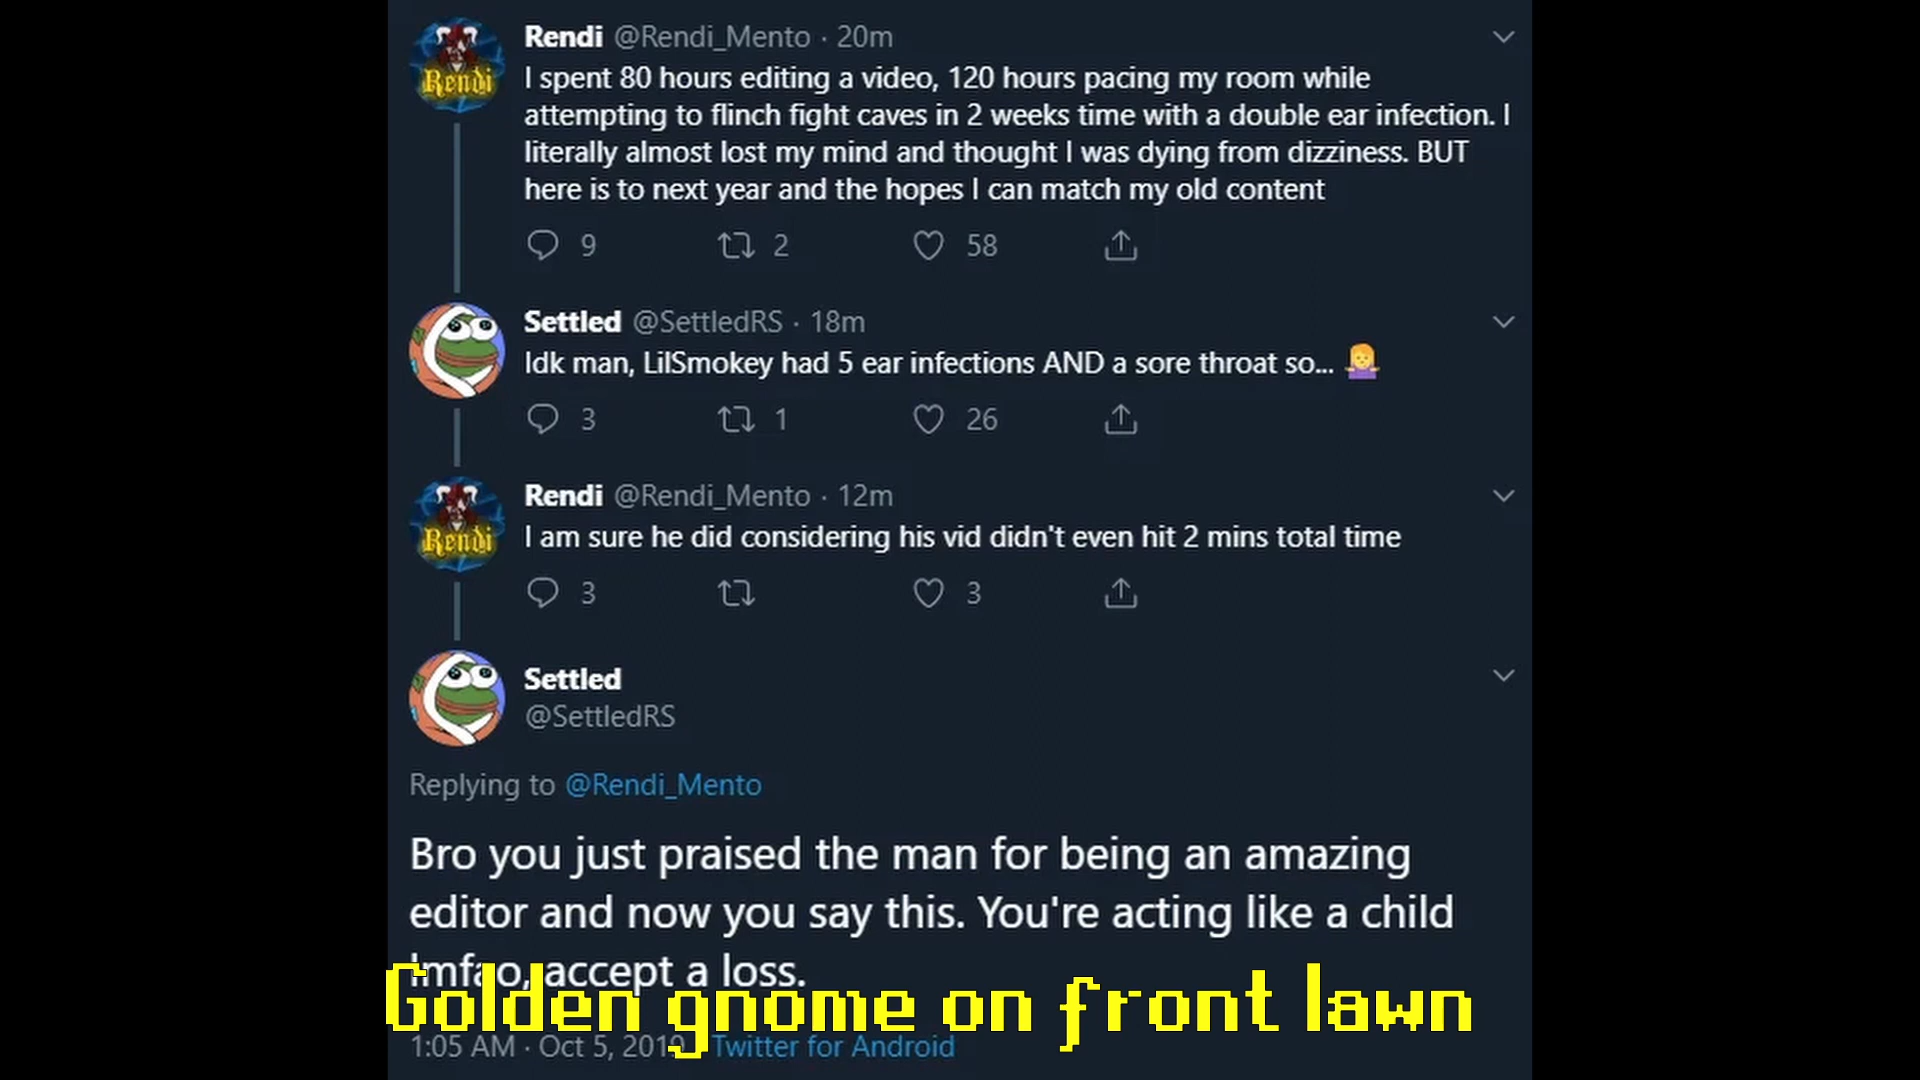 Rendi @Rendi_Mento · 20m
I spent 80 hours editing a video, 120 hours pacing my room while
attempting to flinch fight caves in 2 weeks time with a double ear infection. I
literally almost lost my mind and thought I was dying from dizziness. BUT
here is to next year and the hopes I can match my old content
9 2 58
Rendi
Settled @SettledRS · 18m
Idk man, LilSmokey had 5 ear infections AND a sore throat so... 🤷‍♀️
3 1 26
Rendi @Rendi_Mento · 12m
I am sure he did considering his vid didn't even hit 2 mins total time
3 3
Rendi
Settled
@SettledRS
Replying to @Rendi_Mento
Bro you just praised the man for being an amazing
editor and now you say this. You're acting like a child
lmfao, accept a loss.
Golden gnome on front lawn
1:05 AM · Oct 5, 2019 · Twitter for Android